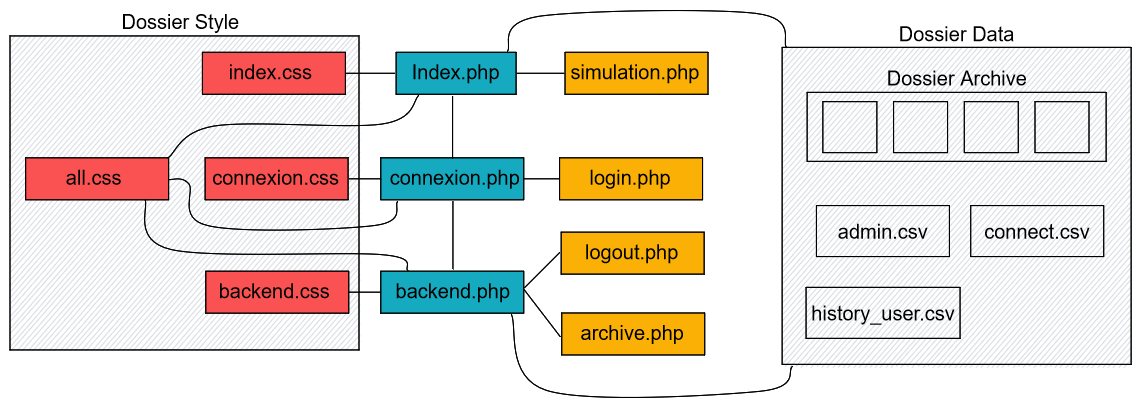 Dossier Style
index.css
all.css
connexion.css
backend.css
Index.php
connexion.php
backend.php
simulation.php
login.php
logout.php
archive.php
Dossier Data
Dossier Archive
admin.csv
connect.csv
history_user.csv